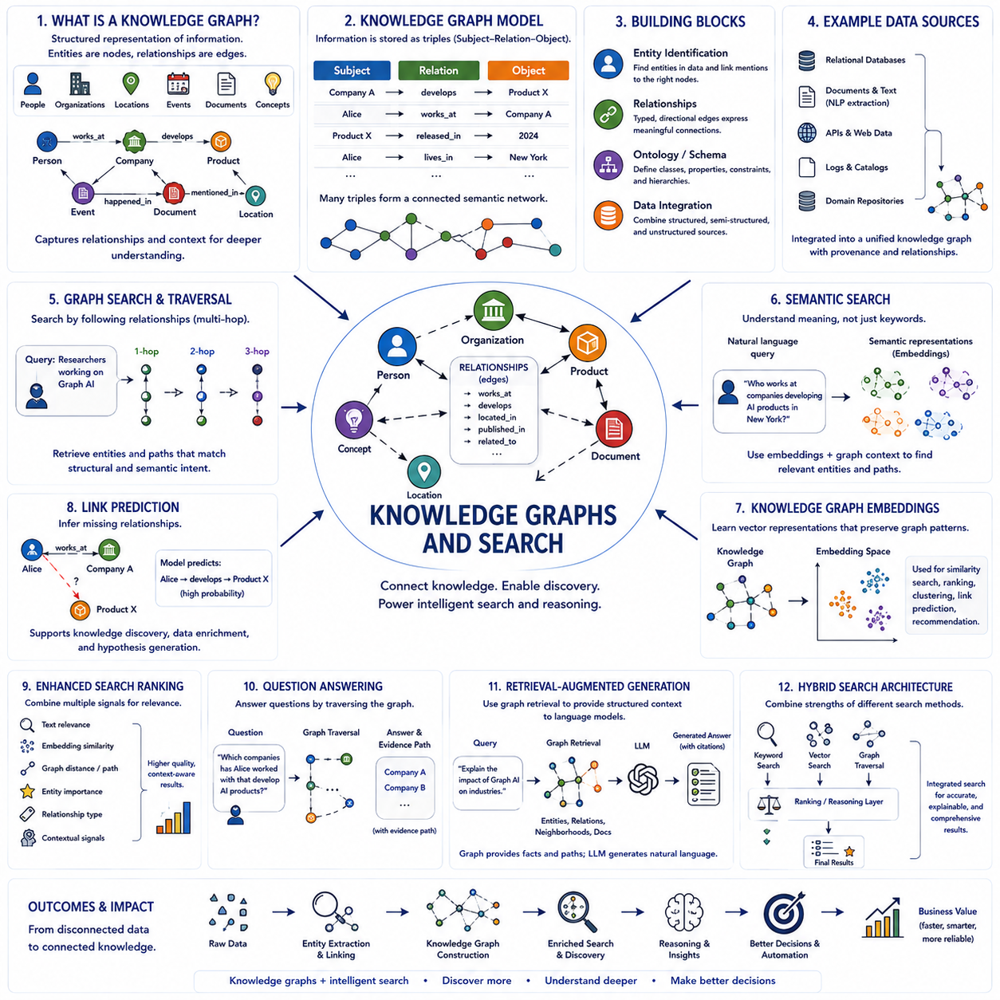 1. WHAT IS A KNOWLEDGE GRAPH?
Structured representation of information.
Entities are nodes, relationships are edges.
People
Organizations
Locations
Events
Documents
Concepts
works_at
develops
Person
Company
Product
happened_in
mentioned_in
Event
Document
Location
Captures relationships and context for deeper
understanding.
2. KNOWLEDGE GRAPH MODEL
Information is stored as triples (Subject–Relation–Object).
Subject Relation Object
Company A → develops → Product X
Alice → works_at → Company A
Product X → released_in → 2024
Alice → lives_in → New York
... ...
Many triples form a connected semantic network.
3. BUILDING BLOCKS
Entity Identification
Find entities in data and link mentions
to the right nodes.
Relationships
Typed, directional edges express
meaningful connections.
Ontology / Schema
Define classes, properties, constraints,
and hierarchies.
Data Integration
Combine structured, semi-structured,
and unstructured sources.
4. EXAMPLE DATA SOURCES
Relational Databases
Documents & Text
(NLP extraction)
APIs & Web Data
Logs & Catalogs
Domain Repositories
Integrated into a unified knowledge graph
with provenance and relationships.
5. GRAPH SEARCH & TRAVERSAL
Search by following relationships (multi-hop).
Query: Researchers
working on
Graph AI
1-hop
2-hop
3-hop
Retrieve entities and paths that match
structural and semantic intent.
Organization
Person
Product
Concept
Document
Location
RELATIONSHIPS
(edges)
→ works_at
→ develops
→ located_in
→ published_in
→ related_to
...
KNOWLEDGE GRAPHS
AND SEARCH
Connect knowledge. Enable discovery.
Power intelligent search and reasoning.
6. SEMANTIC SEARCH
Understand meaning, not just keywords.
Natural language
query
Semantic representations
(Embeddings)
"Who works at
companies developing
AI products in
New York?"
Use embeddings + graph context to find
relevant entities and paths.
8. LINK PREDICTION
Infer missing relationships.
works_at
Alice
Company A
?
Product X
Model predicts:
Alice → develops → Product X
(high probability)
Supports knowledge discovery, data enrichment,
and hypothesis generation.
7. KNOWLEDGE GRAPH EMBEDDINGS
Learn vector representations that preserve graph patterns.
Knowledge
Graph
Embedding Space
Used for similarity
search, ranking,
clustering, link
prediction,
recommendation.
9. ENHANCED SEARCH RANKING
Combine multiple signals for relevance.
Text relevance
Embedding similarity
Graph distance / path
Entity importance
Relationship type
Contextual signals
Higher quality,
context-aware
results.
10. QUESTION ANSWERING
Answer questions by traversing the graph.
Question
Graph Traversal
Answer &
Evidence Path
"Which companies
has Alice worked
with that develop
AI products?"
...
Company A
Company B
...
(with evidence path)
11. RETRIEVAL-AUGMENTED GENERATION
Use graph retrieval to provide structured context
to language models.
Query
Graph Retrieval
LLM
Generated Answer
(with citations)
"Explain the
impact of Graph AI
on industries."
Entities, Relations,
Neighborhoods, Docs
Graph provides facts and paths; LLM generates natural language.
12. HYBRID SEARCH ARCHITECTURE
Combine strengths of different search methods.
Keyword
Search
Vector
Search
Graph
Traversal
Ranking / Reasoning Layer
Final Results
Integrated search
for accurate,
explainable, and
comprehensive
results.
OUTCOMES & IMPACT
From disconnected data
to connected knowledge.
Raw Data
Entity Extraction
& Linking
Knowledge Graph
Construction
Enriched Search
& Discovery
Reasoning &
Insights
Better Decisions &
Automation
Business Value
(faster, smarter,
more reliable)
Knowledge graphs + intelligent search • Discover more • Understand deeper • Make better decisions